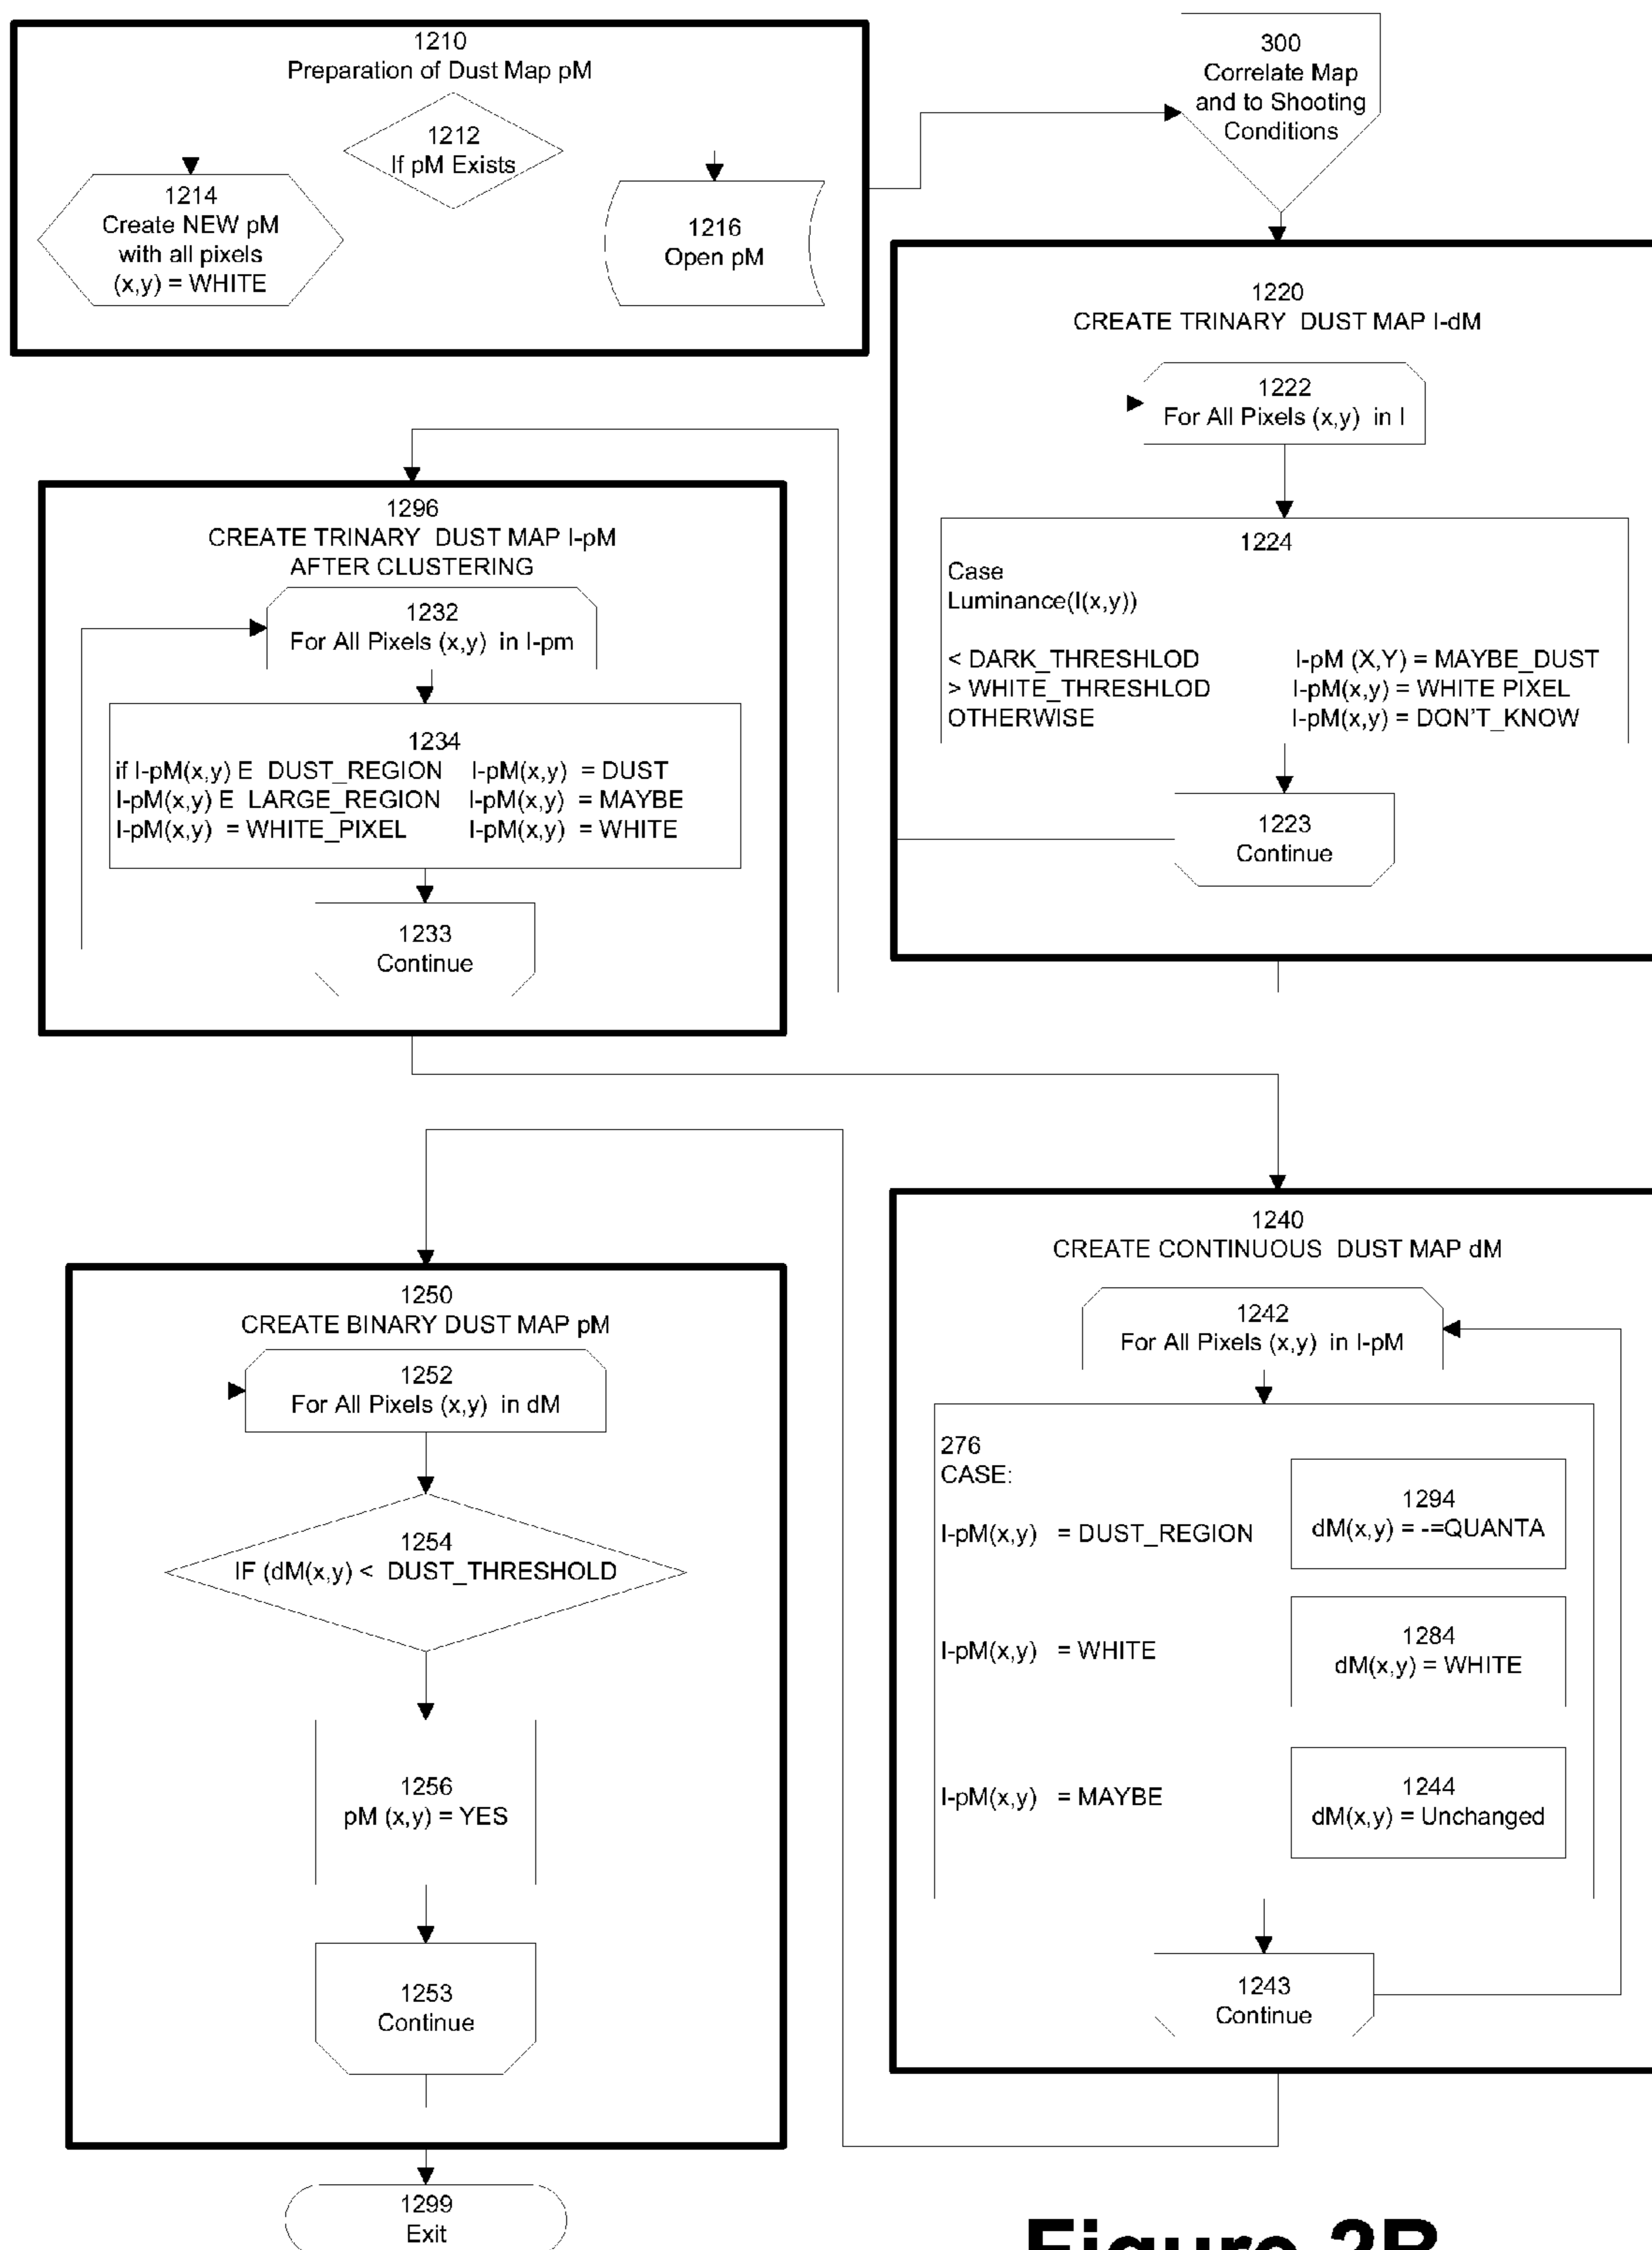 1210
Preparation of Dust Map pM
1212
If pM Exists
1214
Create NEW pM
with all pixels
(x,y) = WHITE
1216
Open pM
300
Correlate Map
and to Shooting
Conditions
1220
CREATE TRINARY DUST MAP I-dM
1222
For All Pixels (x,y) in I
1224
Case
Luminance(I(x,y))
< DARK_THRESHLOD I-pM (X,Y) = MAYBE_DUST
> WHITE_THRESHLOD I-pM(x,y) = WHITE PIXEL
OTHERWISE I-pM(x,y) = DON'T_KNOW
1223
Continue
1296
CREATE TRINARY DUST MAP I-pM
AFTER CLUSTERING
1232
For All Pixels (x,y) in I-pm
1234
if I-pM(x,y) E DUST_REGION I-pM(x,y) = DUST
I-pM(x,y) E LARGE_REGION I-pM(x,y) = MAYBE
I-pM(x,y) = WHITE_PIXEL I-pM(x,y) = WHITE
1233
Continue
1240
CREATE CONTINUOUS DUST MAP dM
1242
For All Pixels (x,y) in I-pM
276
CASE:
I-pM(x,y) = DUST_REGION
1294
dM(x,y) = -=QUANTA
I-pM(x,y) = WHITE
1284
dM(x,y) = WHITE
I-pM(x,y) = MAYBE
1244
dM(x,y) = Unchanged
1243
Continue
1250
CREATE BINARY DUST MAP pM
1252
For All Pixels (x,y) in dM
1254
IF (dM(x,y) < DUST_THRESHOLD
1256
pM (x,y) = YES
1253
Continue
1299
Exit
Figure 2B